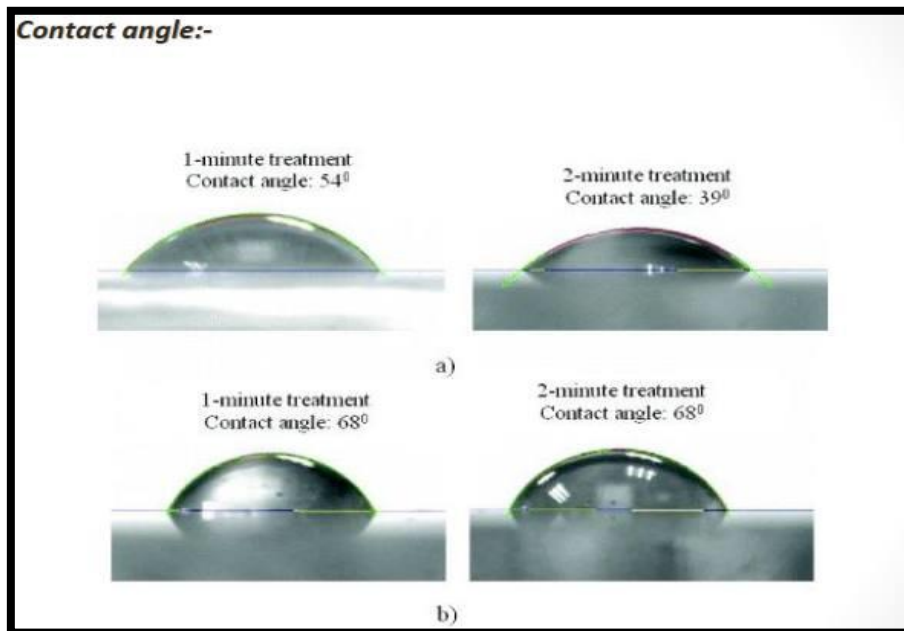 Contact angle:-
1-minute treatment
Contact angle: 54⁰
2-minute treatment
Contact angle: 39⁰
a)
1-minute treatment
Contact angle: 68⁰
2-minute treatment
Contact angle: 68⁰
b)